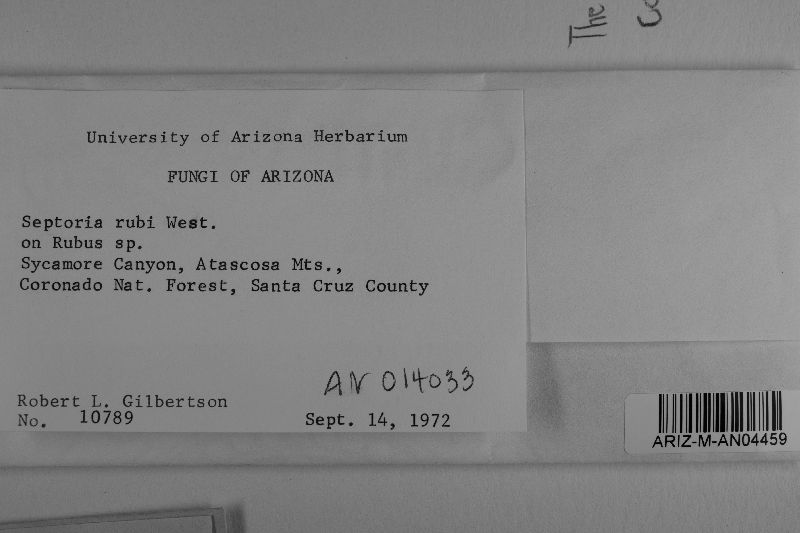 The
University of Arizona Herbarium
FUNGI OF ARIZONA
Septoria rubi West.
on Rubus sp.
Sycamore Canyon, Atascosa Mts.,
Coronado Nat. Forest, Santa Cruz County
AN 014033
Robert L. Gilbertson
No. 10789
Sept. 14, 1972
ARIZ-M-AN04459